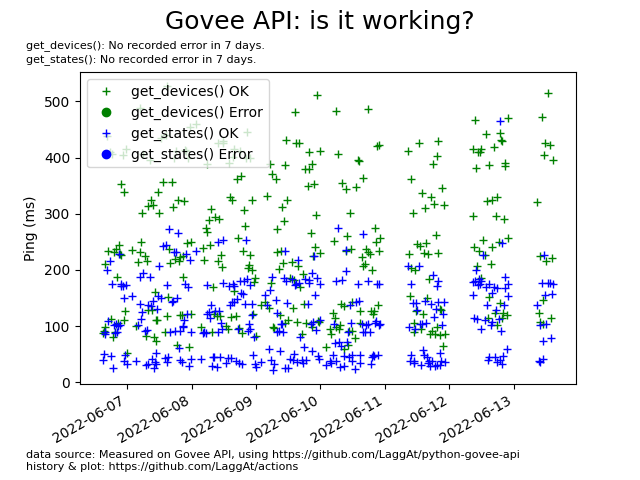 Govee API: is it working?
get_devices(): No recorded error in 7 days.
get_states(): No recorded error in 7 days.
get_devices() OK
get_devices() Error
get_states() OK
get_states() Error
Ping (ms)
500
400
300
200
100
0
2022-06-07
2022-06-08
2022-06-09
2022-06-10
2022-06-11
2022-06-12
2022-06-13
data source: Measured on Govee API, using https://github.com/LaggAt/python-govee-api
history & plot: https://github.com/LaggAt/actions